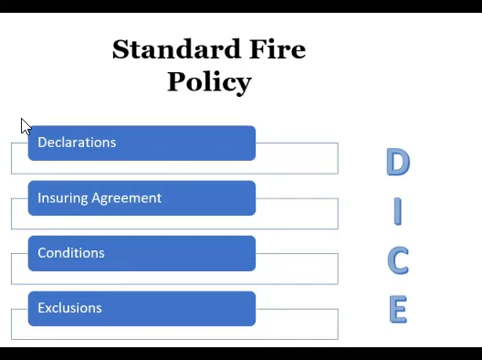 Standard Fire
Policy
Declarations
Insuring Agreement
Conditions
Exclusions
D
I
C
E